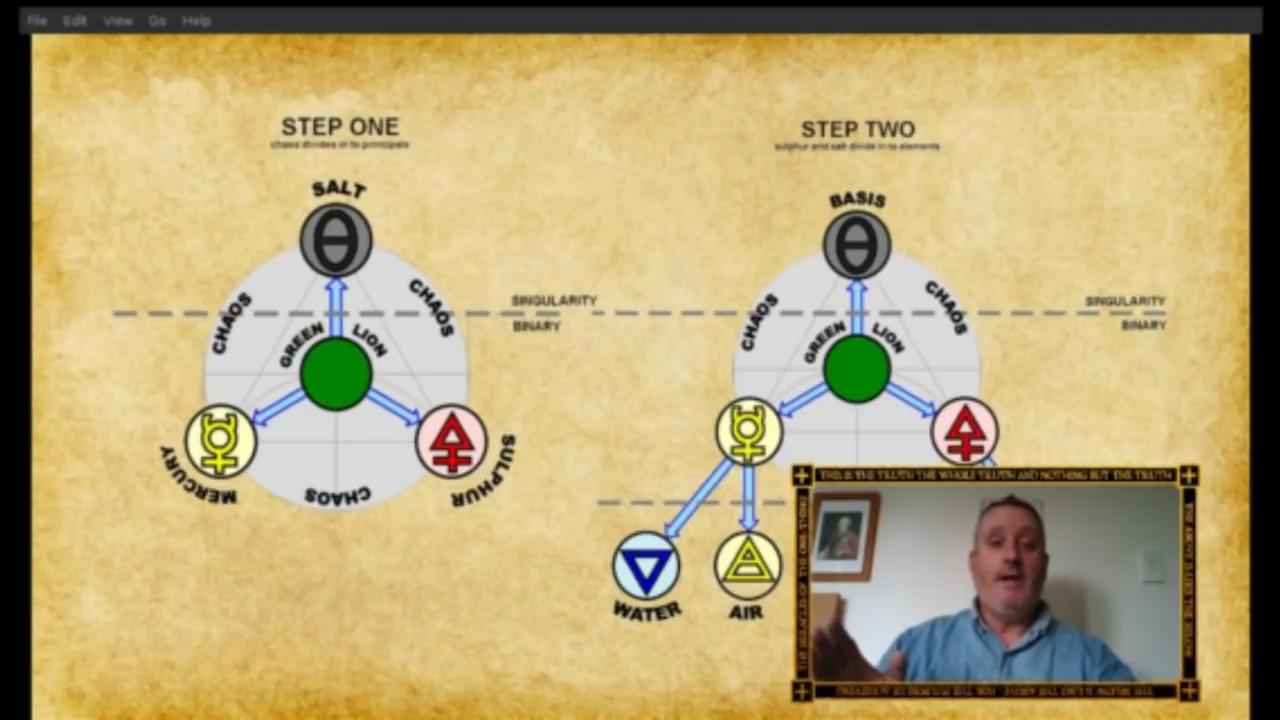 File Edit View Go Help
STEP ONE
chaos divides in to principals
SALT
CHAOS
CHAOS
GREEN LION
SINGULARITY
BINARY
MERCURY
SULPHUR
CHAOS
STEP TWO
sulphur and salt divide in to elements
BASIS
CHAOS
CHAOS
GREEN LION
SINGULARITY
BINARY
WATER
AIR
THIS IS THE TRUTH THE WHOLE TRUTH AND NOTHING BUT THE TRUTH